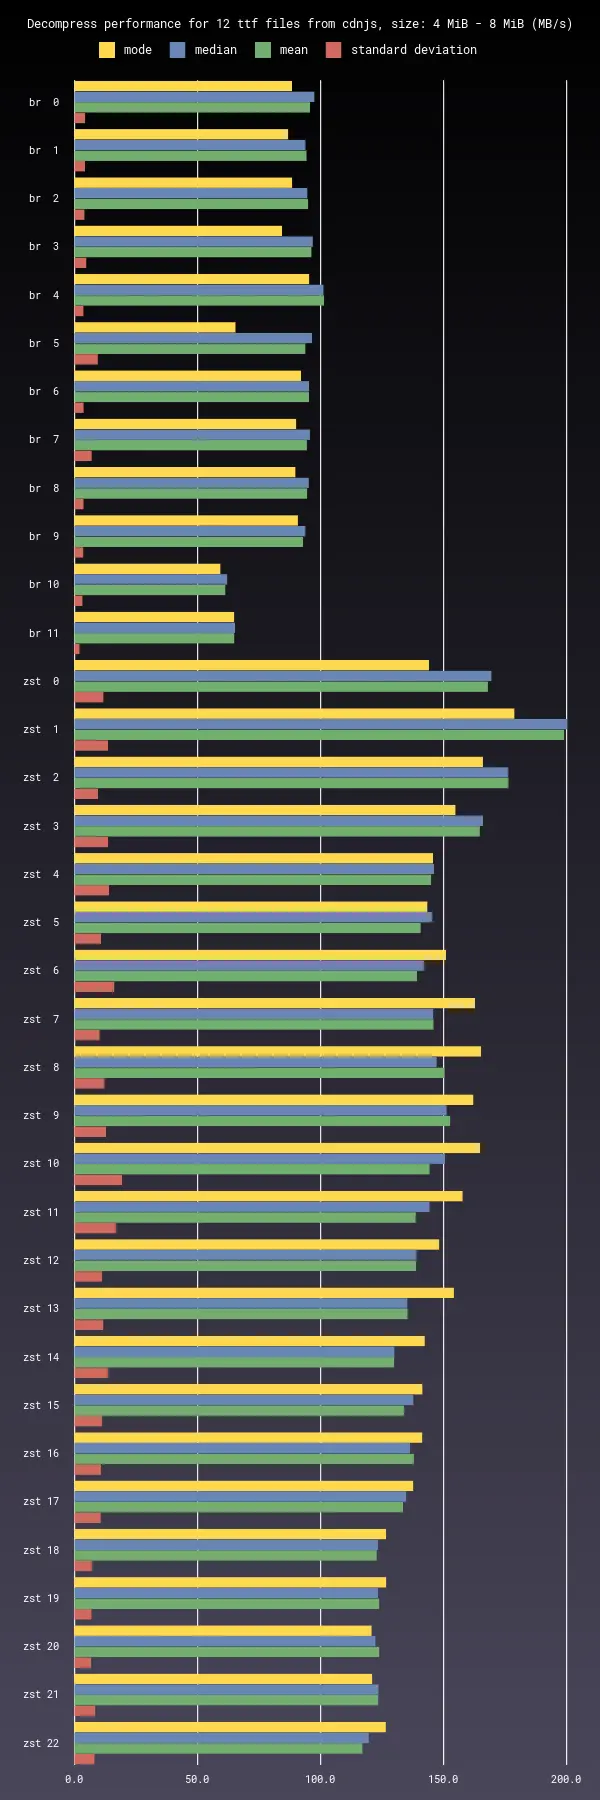 Decompress performance for 12 ttf files from cdnjs, size: 4 MiB - 8 MiB (MB/s)
mode median mean standard deviation
br 0
br 1
br 2
br 3
br 4
br 5
br 6
br 7
br 8
br 9
br 10
br 11
zst 0
zst 1
zst 2
zst 3
zst 4
zst 5
zst 6
zst 7
zst 8
zst 9
zst 10
zst 11
zst 12
zst 13
zst 14
zst 15
zst 16
zst 17
zst 18
zst 19
zst 20
zst 21
zst 22
0.0 50.0 100.0 150.0 200.0